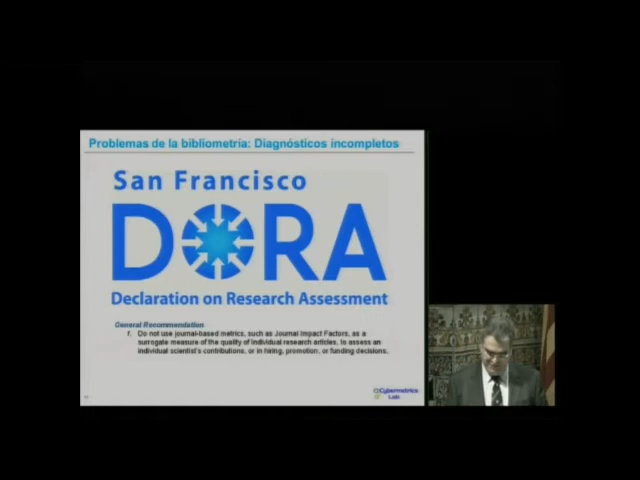 Problemas de la bibliometría: Diagnósticos incompletos
San Francisco
DORA
Declaration on Research Assessment
General Recommendation
1. Do not use journal-based metrics, such as Journal Impact Factors, as a
surrogate measure of the quality of individual research articles, to assess an
individual scientist's contributions, or in hiring, promotion, or funding decisions.
Cybermetrics
Lab